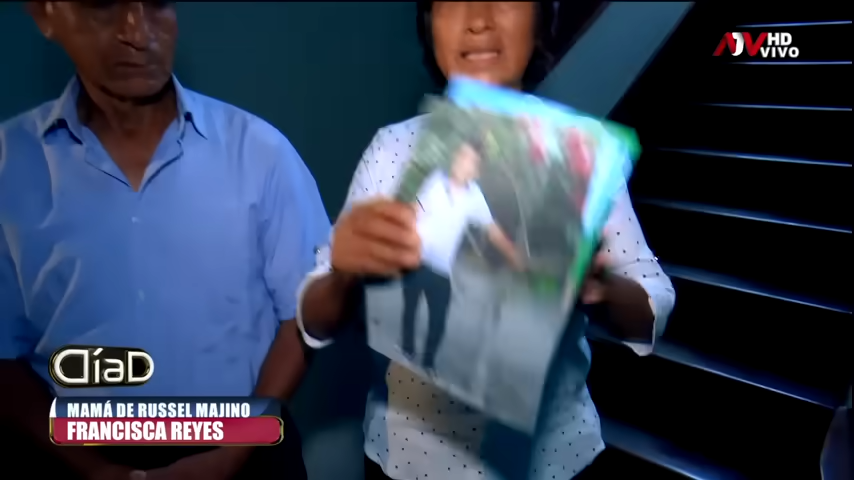 ATV HD
VIVO
DíaD
MAMÁ DE RUSSEL MAJINO
FRANCISCA REYES